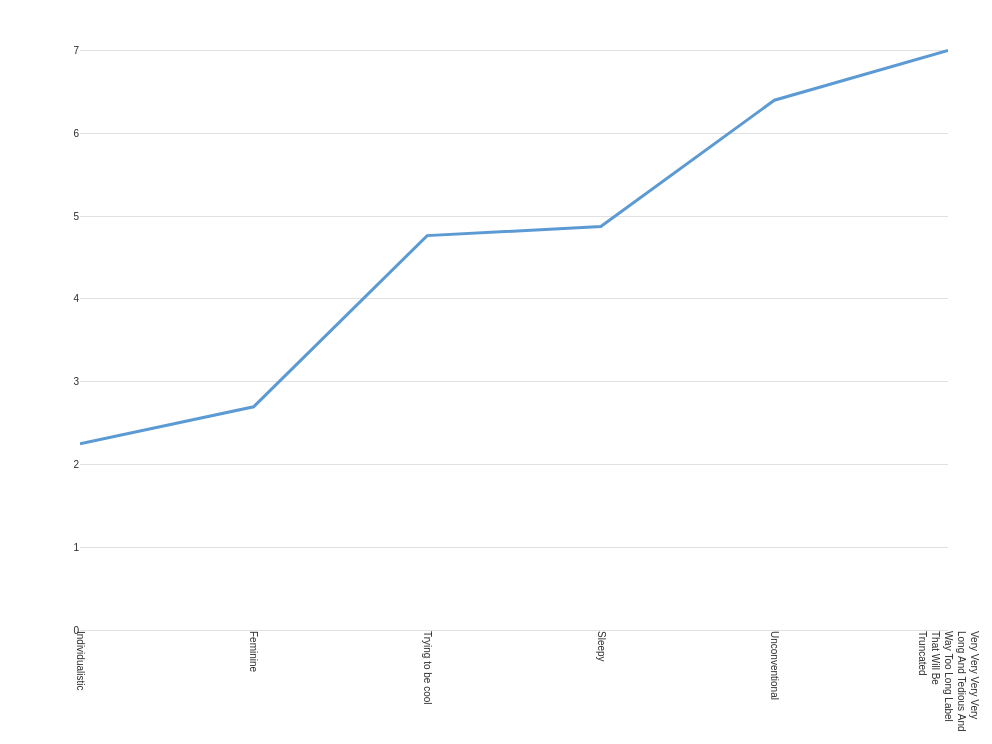 7
6
5
4
3
2
1
0
Individualistic
Feminine
Trying to be cool
Sleepy
Unconventional
Very Very Very Very
Long And Tedious And
Way Too Long Label
That Will Be
Truncated